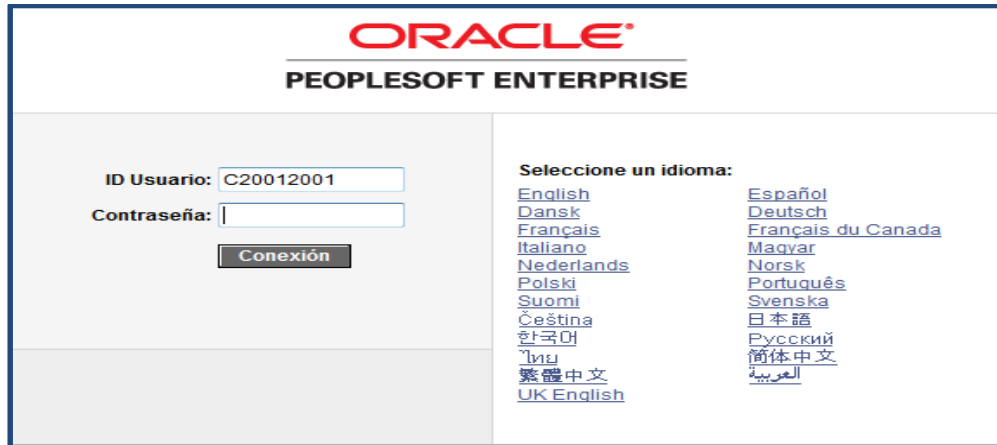 ORACLE®
PEOPLESOFT ENTERPRISE
ID Usuario: C20012001
Contraseña:
Conexión
Seleccione un idioma:
English Español
Dansk Deutsch
Français Français du Canada
Italiano Magyar
Nederlands Norsk
Polski Português
Suomi Svenska
Čeština 日本語
한국어 Русский
ไทย 简体中文
繁體中文 العربية
UK English